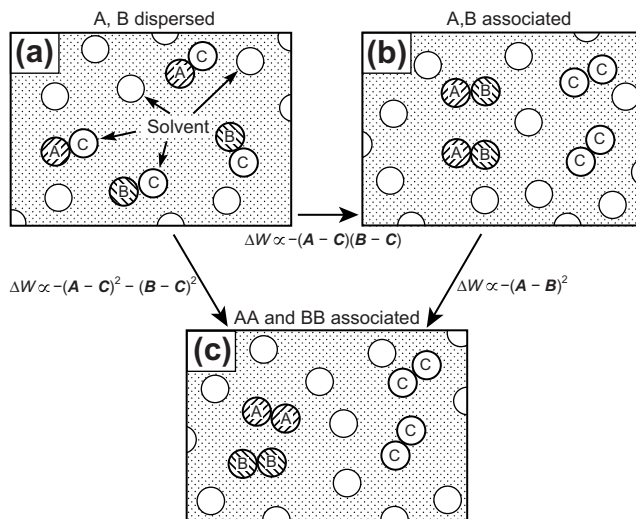 A, B dispersed
A,B associated
(a)
A C
C
Solvent
A C
B C
B
C
(b)
A B
C C
A B
C
C
ΔW ∝ −(A − C)(B − C)
ΔW ∝ −(A − C)² − (B − C)²
ΔW ∝ −(A − B)²
AA and BB associated
(c)
A A
B B
C C
C
C